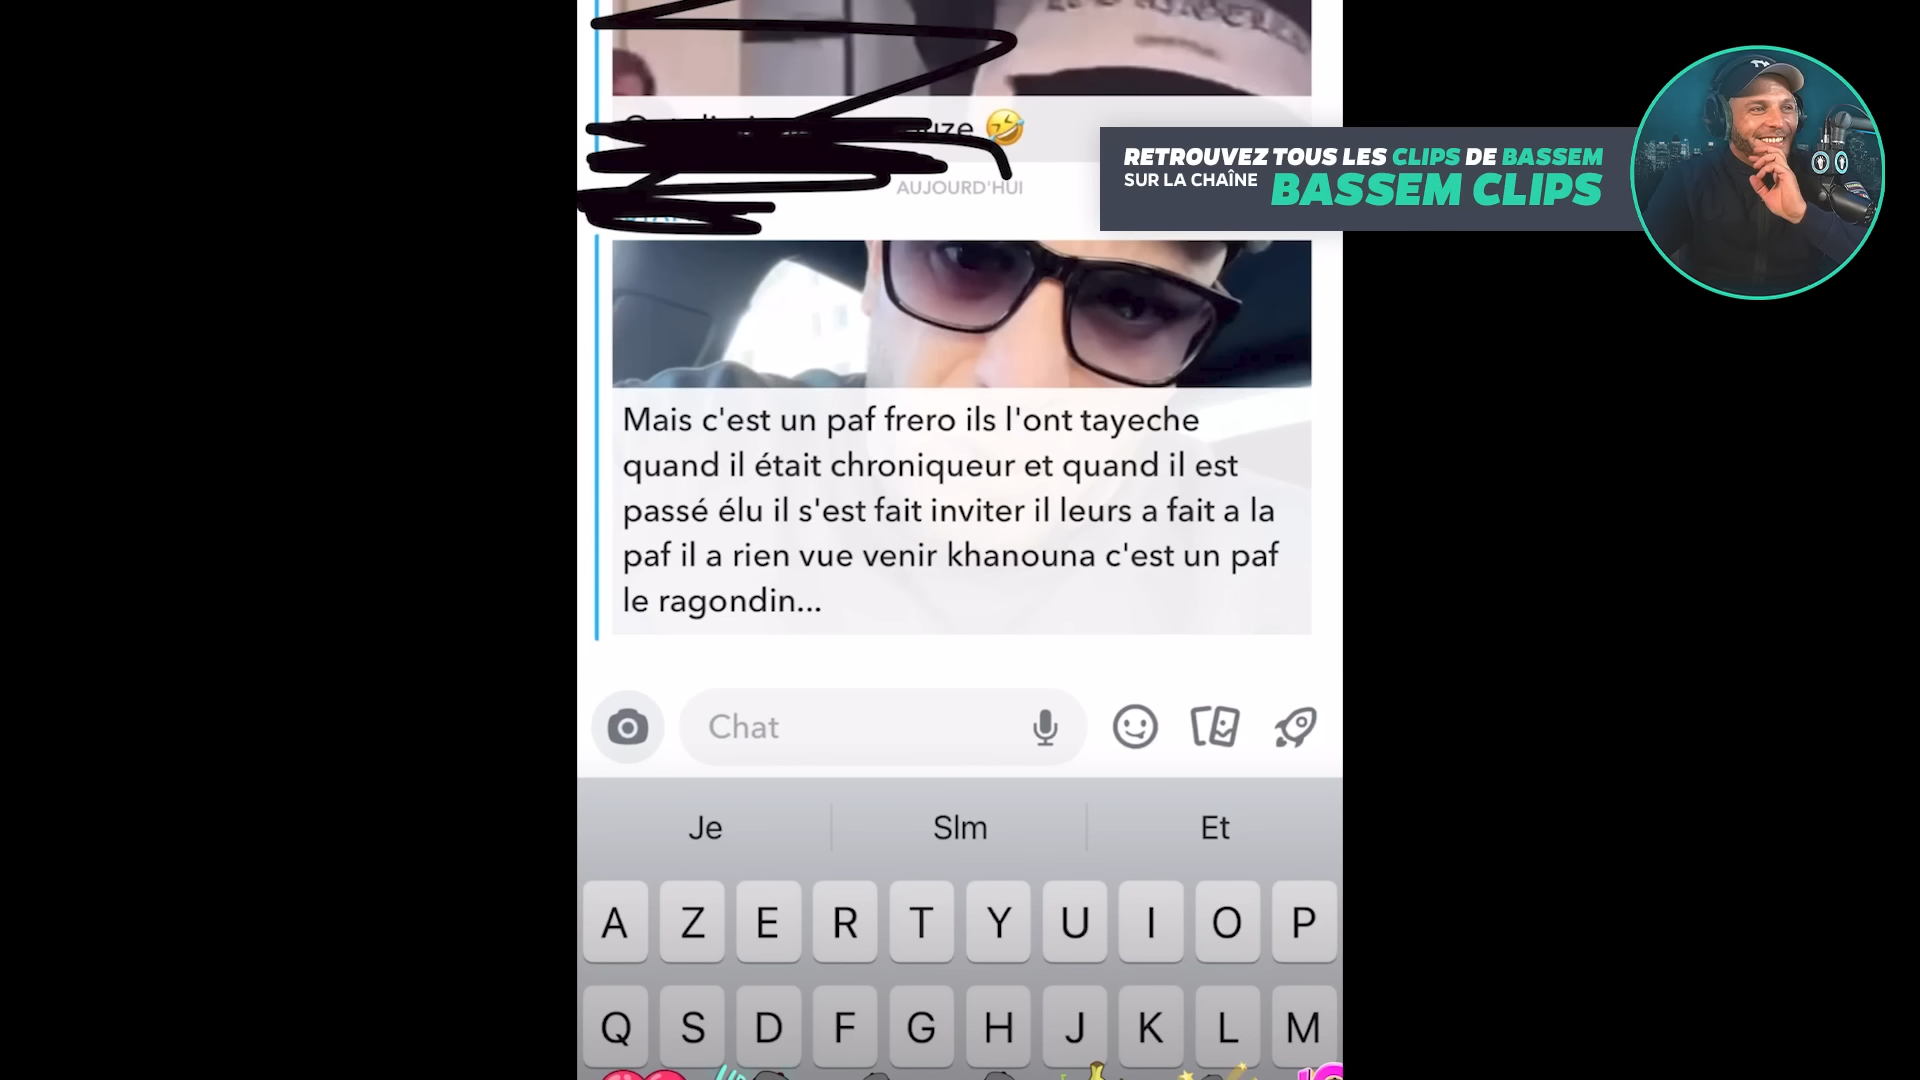 AUJOURD'HUI
RETROUVEZ TOUS LES CLIPS DE BASSEM
SUR LA CHAÎNE BASSEM CLIPS
Mais c'est un paf frero ils l'ont tayeche
quand il était chroniqueur et quand il est
passé élu il s'est fait inviter il leurs a fait a la
paf il a rien vue venir khanouna c'est un paf
le ragondin...
Chat
Je Slm Et
A Z E R T Y U I O P
Q S D F G H J K L M